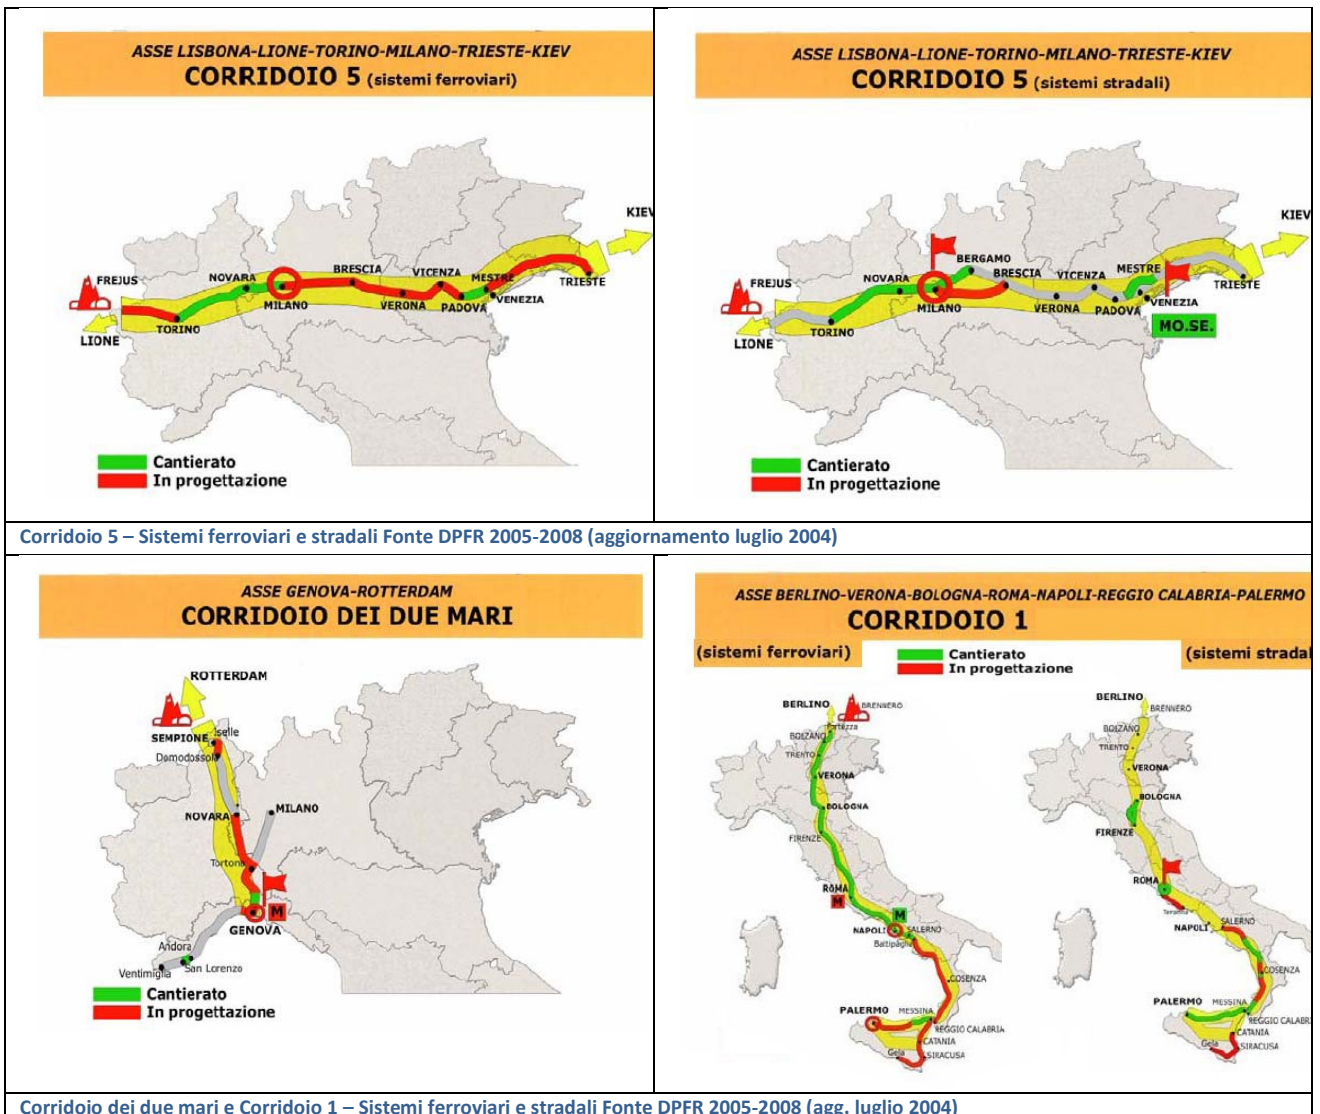 ASSE LISBONA-LIONE-TORINO-MILANO-TRIESTE-KIEV
CORRIDOIO 5 (sistemi ferroviari)
KIEV
FREJUS
NOVARA
BRESCIA
VICENZA
MESTRE
TRIESTE
MILANO
VERONA
PADOVA
VENEZIA
TORINO
LIONE
Cantierato
In progettazione
ASSE LISBONA-LIONE-TORINO-MILANO-TRIESTE-KIEV
CORRIDOIO 5 (sistemi stradali)
KIEV
BERGAMO
FREJUS
NOVARA
BRESCIA
VICENZA
MESTRE
TRIESTE
MILANO
VERONA
PADOVA
VENEZIA
TORINO
LIONE
MO.SE.
Cantierato
In progettazione
Corridoio 5 – Sistemi ferroviari e stradali Fonte DPFR 2005-2008 (aggiornamento luglio 2004)
ASSE GENOVA-ROTTERDAM
CORRIDOIO DEI DUE MARI
ROTTERDAM
SEMPIONE
Iselle
Domodossola
NOVARA
MILANO
Tortona
M
GENOVA
Andora
San Lorenzo
Ventimiglia
Cantierato
In progettazione
ASSE BERLINO-VERONA-BOLOGNA-ROMA-NAPOLI-REGGIO CALABRIA-PALERMO
CORRIDOIO 1
(sistemi ferroviari)
Cantierato
In progettazione
(sistemi stradal
BERLINO
BRENNERO
Fortezza
BOLZANO
TRENTO
VERONA
BOLOGNA
FIRENZE
ROMA
M
M
NAPOLI
SALERNO
Battipaglia
COSENZA
PALERMO
MESSINA
REGGIO CALABRIA
CATANIA
Gela
SIRACUSA
BERLINO
BRENNERO
BOLZANO
TRENTO
VERONA
BOLOGNA
FIRENZE
ROMA
NAPOLI
SALERNO
COSENZA
PALERMO
MESSINA
REGGIO CALABR
CATANIA
Gela
SIRACUSA
Corridoio dei due mari e Corridoio 1 – Sistemi ferroviari e stradali Fonte DPFR 2005-2008 (agg. luglio 2004)